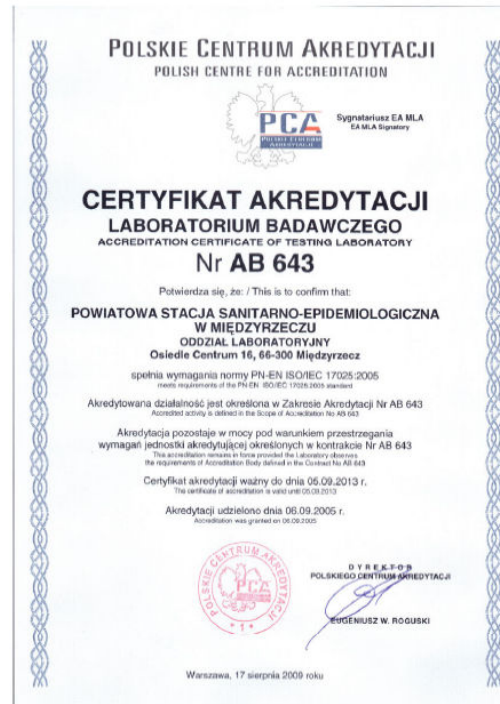 POLSKIE CENTRUM AKREDYTACJI
POLISH CENTRE FOR ACCREDITATION
PCA
POLSKIE CENTRUM
AKREDYTACJI
Sygnatariusz EA MLA
EA MLA Signatory
CERTYFIKAT AKREDYTACJI
LABORATORIUM BADAWCZEGO
ACCREDITATION CERTIFICATE OF TESTING LABORATORY
Nr AB 643
Potwierdza się, że: / This is to confirm that:
POWIATOWA STACJA SANITARNO-EPIDEMIOLOGICZNA
W MIĘDZYRZECZU
ODDZIAŁ LABORATORYJNY
Osiedle Centrum 16, 66-300 Międzyrzecz
spełnia wymagania normy PN-EN ISO/IEC 17025:2005
meets requirements of the PN-EN ISO/IEC 17025:2005 standard
Akredytowana działalność jest określona w Zakresie Akredytacji Nr AB 643
Accredited activity is defined in the Scope of Accreditation No AB 643
Akredytacja pozostaje w mocy pod warunkiem przestrzegania
wymagań jednostki akredytującej określonych w kontrakcie Nr AB 643
This accreditation remains in force provided the Laboratory observes
the requirements of Accreditation Body defined in the Contract No AB 643
Certyfikat akredytacji ważny do dnia 05.09.2013 r.
The certificate of accreditation is valid until 05.09.2013
Akredytacji udzielono dnia 06.09.2005 r.
Accreditation was granted on 06.09.2005
POLSKIE CENTRUM AKREDYTACJI
PCA
* 1 *
DYREKTOR
POLSKIEGO CENTRUM AKREDYTACJI
EUGENIUSZ W. ROGUSKI
Warszawa, 17 sierpnia 2009 roku